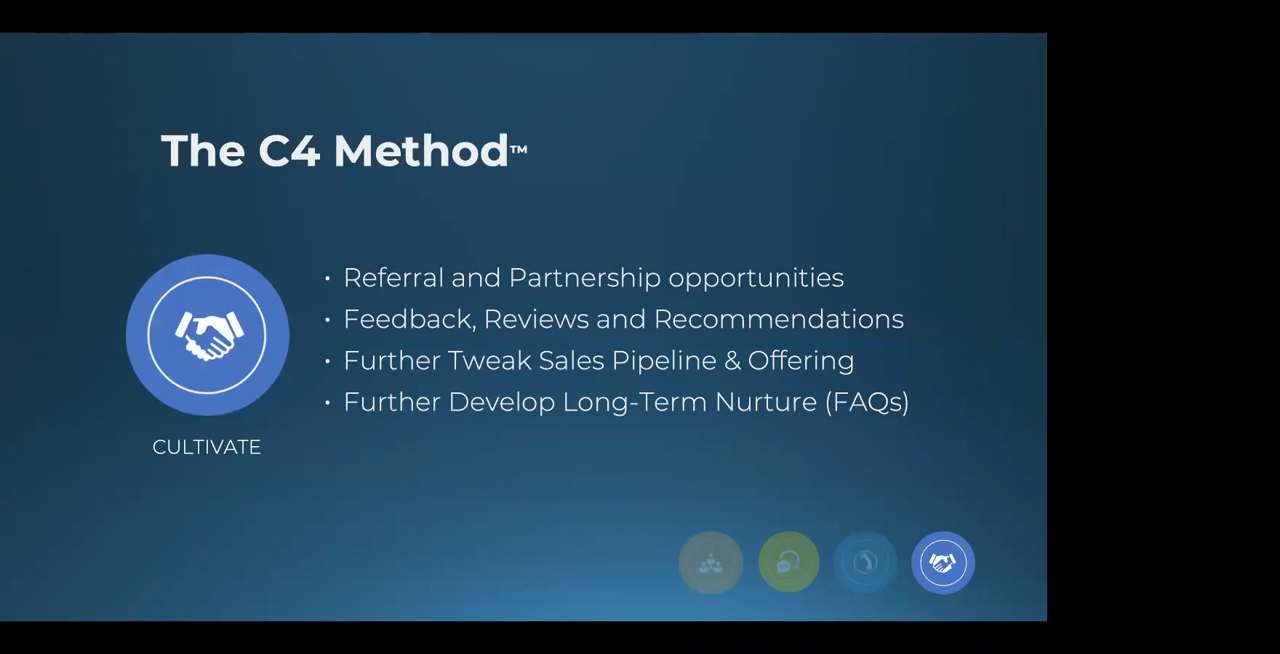 The C4 Method™
• Referral and Partnership opportunities
• Feedback, Reviews and Recommendations
• Further Tweak Sales Pipeline & Offering
• Further Develop Long-Term Nurture (FAQs)
CULTIVATE